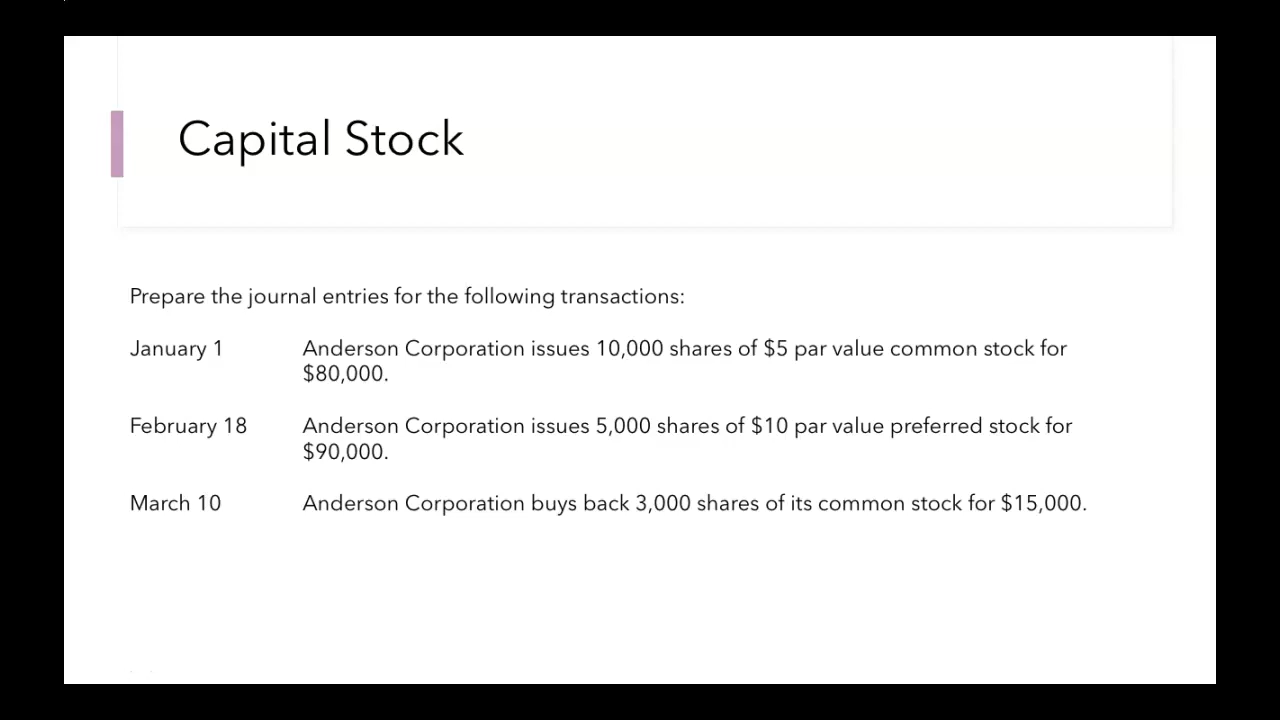 Capital Stock
Prepare the journal entries for the following transactions:
January 1 Anderson Corporation issues 10,000 shares of $5 par value common stock for
$80,000.
February 18 Anderson Corporation issues 5,000 shares of $10 par value preferred stock for
$90,000.
March 10 Anderson Corporation buys back 3,000 shares of its common stock for $15,000.